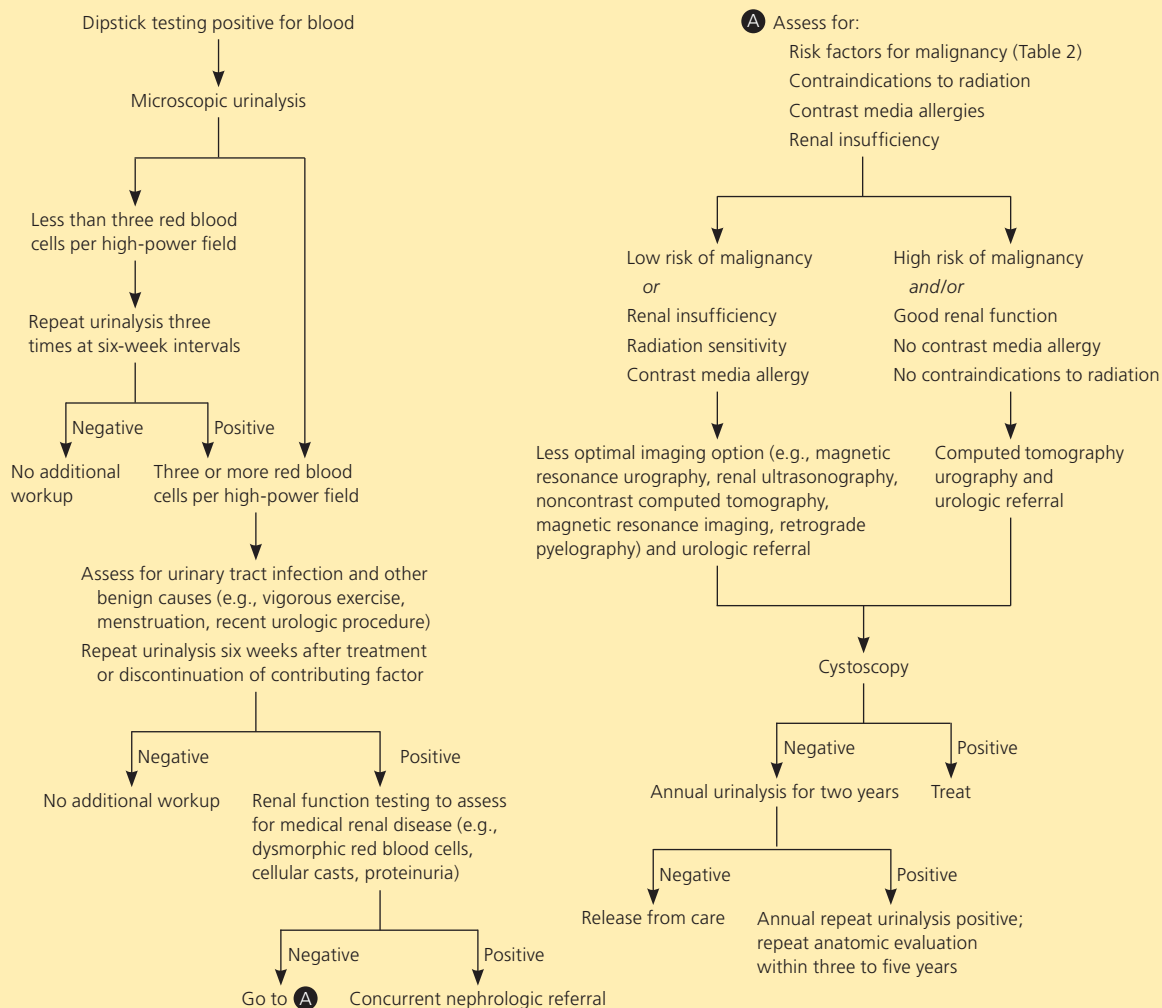 Dipstick testing positive for blood
Microscopic urinalysis
Less than three red blood
cells per high-power field
Repeat urinalysis three
times at six-week intervals
Negative
Positive
No additional
workup
Three or more red blood
cells per high-power field
Assess for urinary tract infection and other
benign causes (e.g., vigorous exercise,
menstruation, recent urologic procedure)
Repeat urinalysis six weeks after treatment
or discontinuation of contributing factor
Negative
Positive
No additional workup
Renal function testing to assess
for medical renal disease (e.g.,
dysmorphic red blood cells,
cellular casts, proteinuria)
Negative
Positive
Go to A
Concurrent nephrologic referral
A Assess for:
Risk factors for malignancy (Table 2)
Contraindications to radiation
Contrast media allergies
Renal insufficiency
Low risk of malignancy
or
Renal insufficiency
Radiation sensitivity
Contrast media allergy
High risk of malignancy
and/or
Good renal function
No contrast media allergy
No contraindications to radiation
Less optimal imaging option (e.g., magnetic
resonance urography, renal ultrasonography,
noncontrast computed tomography,
magnetic resonance imaging, retrograde
pyelography) and urologic referral
Computed tomography
urography and
urologic referral
Cystoscopy
Negative
Positive
Annual urinalysis for two years
Treat
Negative
Positive
Release from care
Annual repeat urinalysis positive;
repeat anatomic evaluation
within three to five years